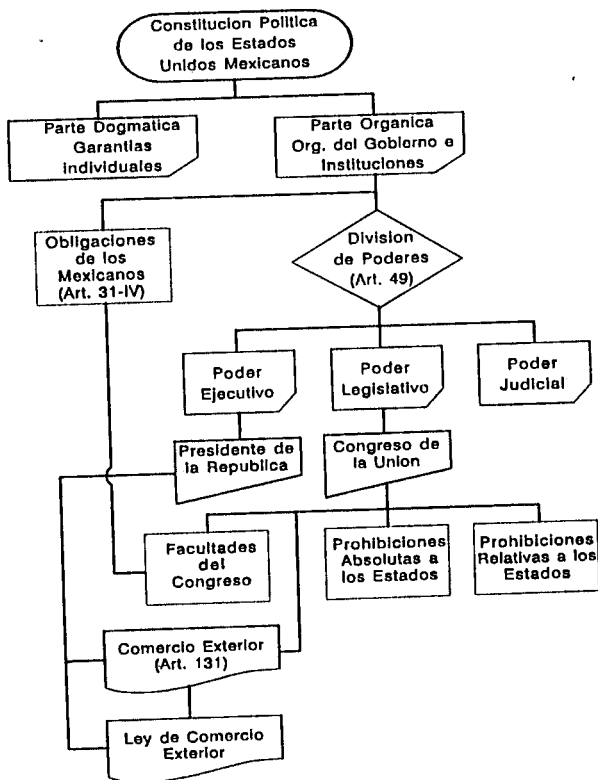 Constitucion Politica
de los Estados
Unidos Mexicanos
Parte Dogmatica
Garantias
individuales
Parte Organica
Org. del Gobierno e
Instituciones
Obligaciones
de los
Mexicanos
(Art. 31-IV)
Division
de Poderes
(Art. 49)
Poder
Ejecutivo
Poder
Legislativo
Poder
Judicial
Presidente de
la Republica
Congreso de
la Union
Facultades
del
Congreso
Prohibiciones
Absolutas a
los Estados
Prohibiciones
Relativas a los
Estados
Comercio Exterior
(Art. 131)
Ley de Comercio
Exterior